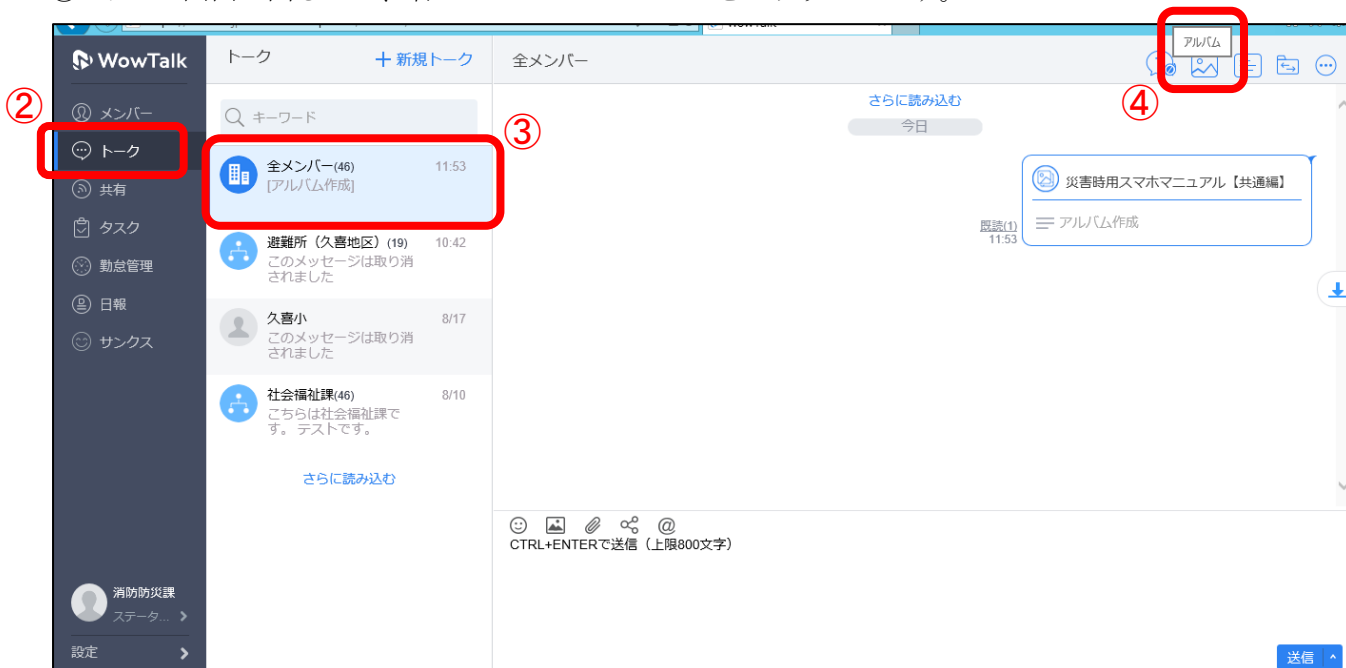 WowTalk
メンバー
トーク
共有
タスク
勤怠管理
日報
サンクス
消防防災課
ステータ...
設定
②
トーク
＋新規トーク
キーワード
③
全メンバー(46) 11:53
[アルバム作成]
避難所（久喜地区）(19) 10:42
このメッセージは取り消
されました
久喜小 8/17
このメッセージは取り消
されました
社会福祉課(46) 8/10
こちらは社会福祉課で
す。テストです。
さらに読み込む
全メンバー
アルバム
④
さらに読み込む
今日
災害時用スマホマニュアル【共通編】
アルバム作成
既読(1)
11:53
CTRL+ENTERで送信（上限800文字）
送信